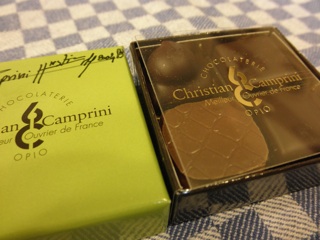 CHOCOLATERIE
an Camprini
eur Ouvrier de France
OPIO
CHOCOLATERIE
Christian Camprini
Meilleur Ouvrier de France
OPIO